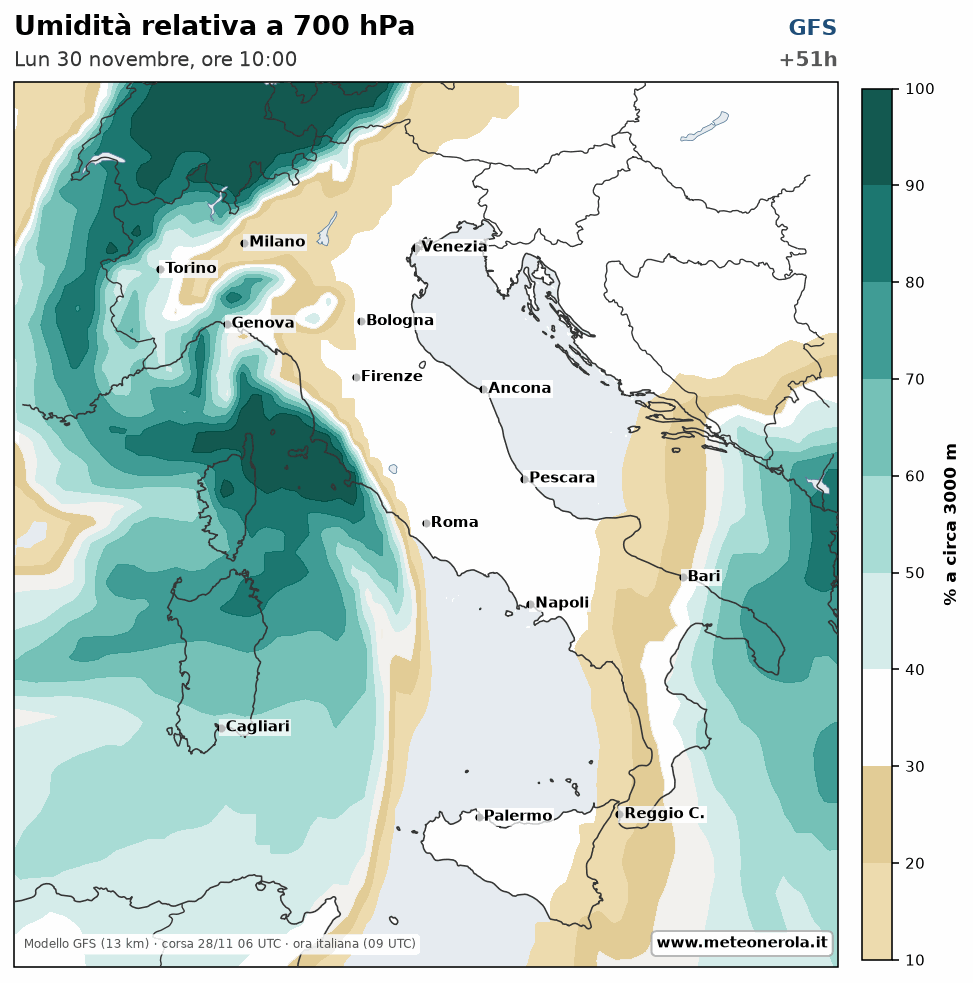 Umidità relativa a 700 hPa
GFS
Lun 30 novembre, ore 10:00
+51h
Milano
Venezia
Torino
Genova
Bologna
Firenze
Ancona
Pescara
Roma
Bari
Napoli
Cagliari
Palermo
Reggio C.
Modello GFS (13 km) · corsa 28/11 06 UTC · ora italiana (09 UTC)
www.meteonerola.it
100
90
80
70
60
50
40
30
20
10
% a circa 3000 m